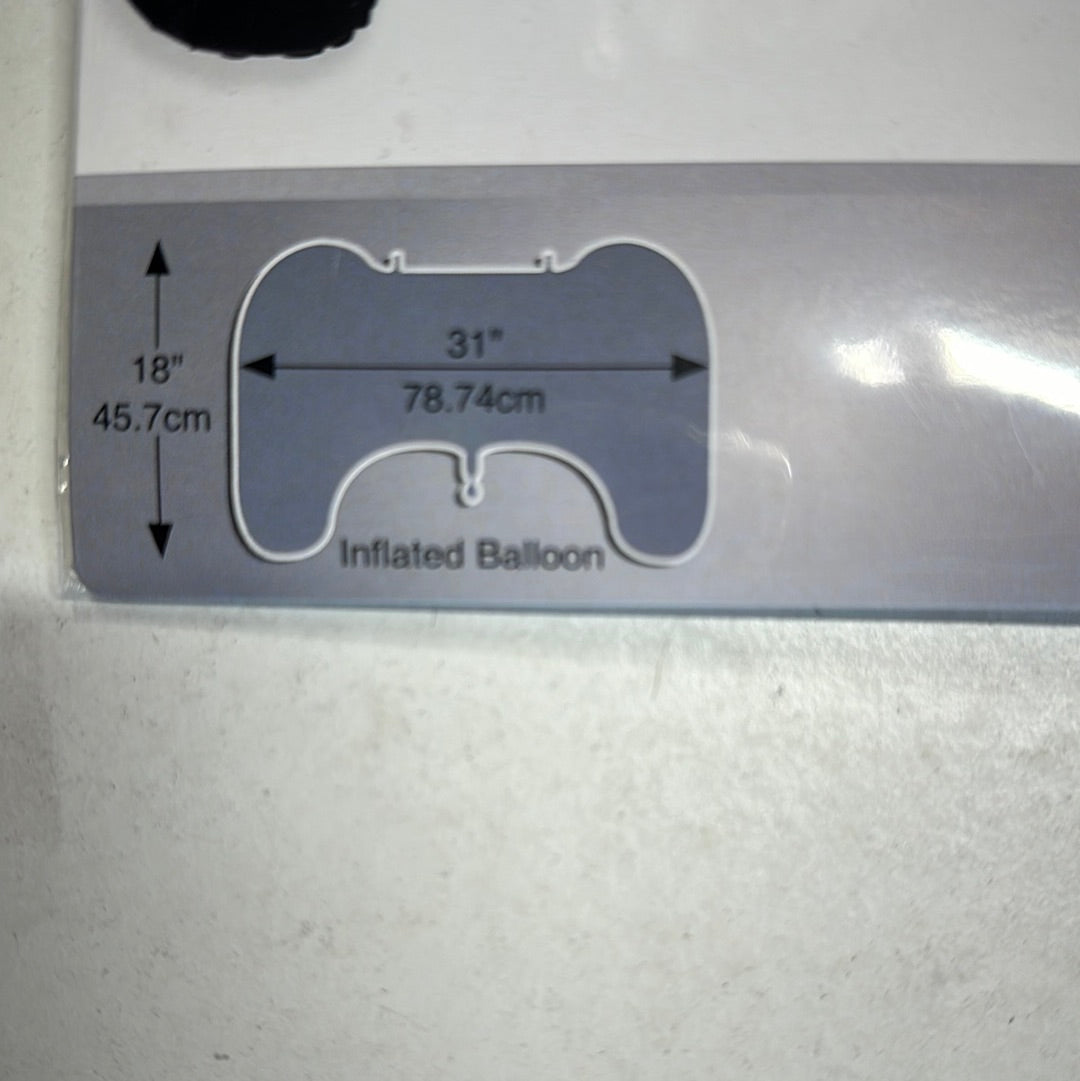 18"
45.7cm
31"
78.74cm
Inflated Balloon